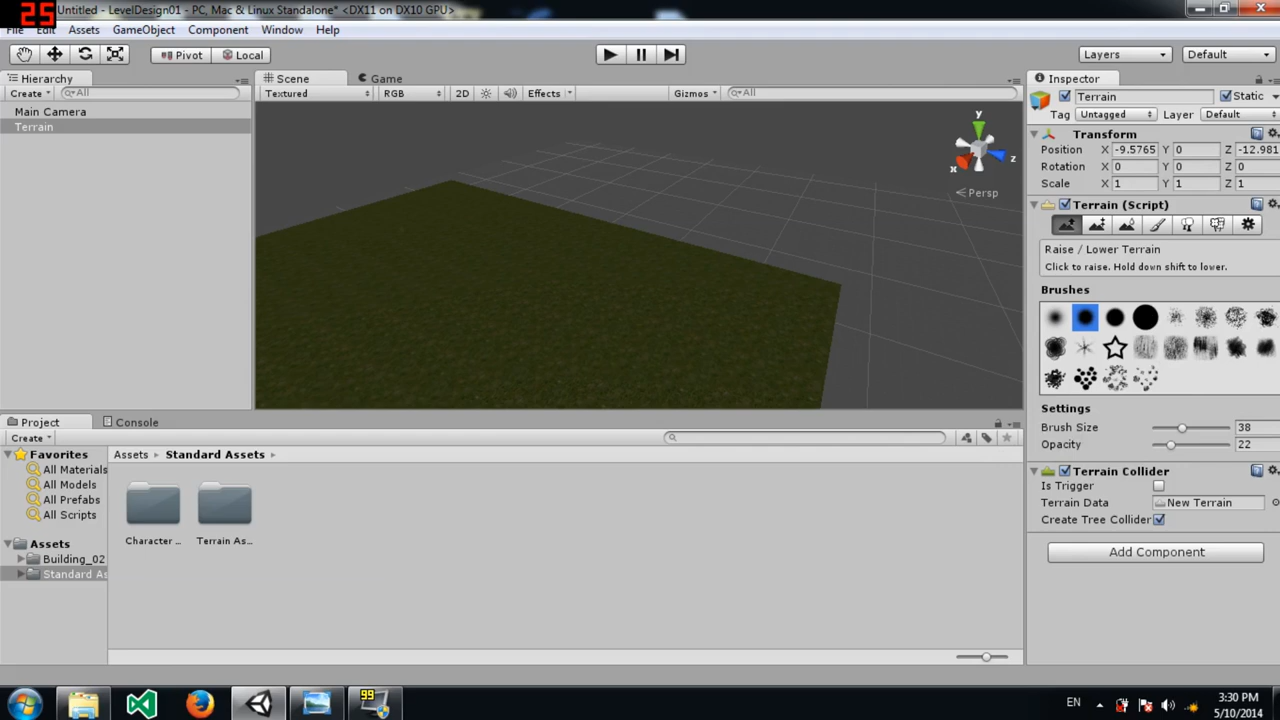 25
Untitled - LevelDesign01 - PC, Mac & Linux Standalone* <DX11 on DX10 GPU>
File Edit Assets GameObject Component Window Help
Pivot Local Layers Default
Hierarchy
Create All
Main Camera
Terrain
Scene Game
Textured RGB 2D Effects Gizmos All
y
x
z
Persp
Inspector
Terrain Static
Tag Untagged Layer Default
Transform
Position X -9.5765 Y 0 Z -12.981
Rotation X 0 Y 0 Z 0
Scale X 1 Y 1 Z 1
Terrain (Script)
Raise / Lower Terrain
Click to raise. Hold down shift to lower.
Brushes
Settings
Brush Size 38
Opacity 22
Terrain Collider
Is Trigger
Terrain Data New Terrain
Create Tree Collider
Add Component
Project Console
Create
Favorites
All Materials
All Models
All Prefabs
All Scripts
Assets
Building_02
Standard As
Assets Standard Assets
Character ... Terrain As...
99
EN
3:30 PM
5/10/2014